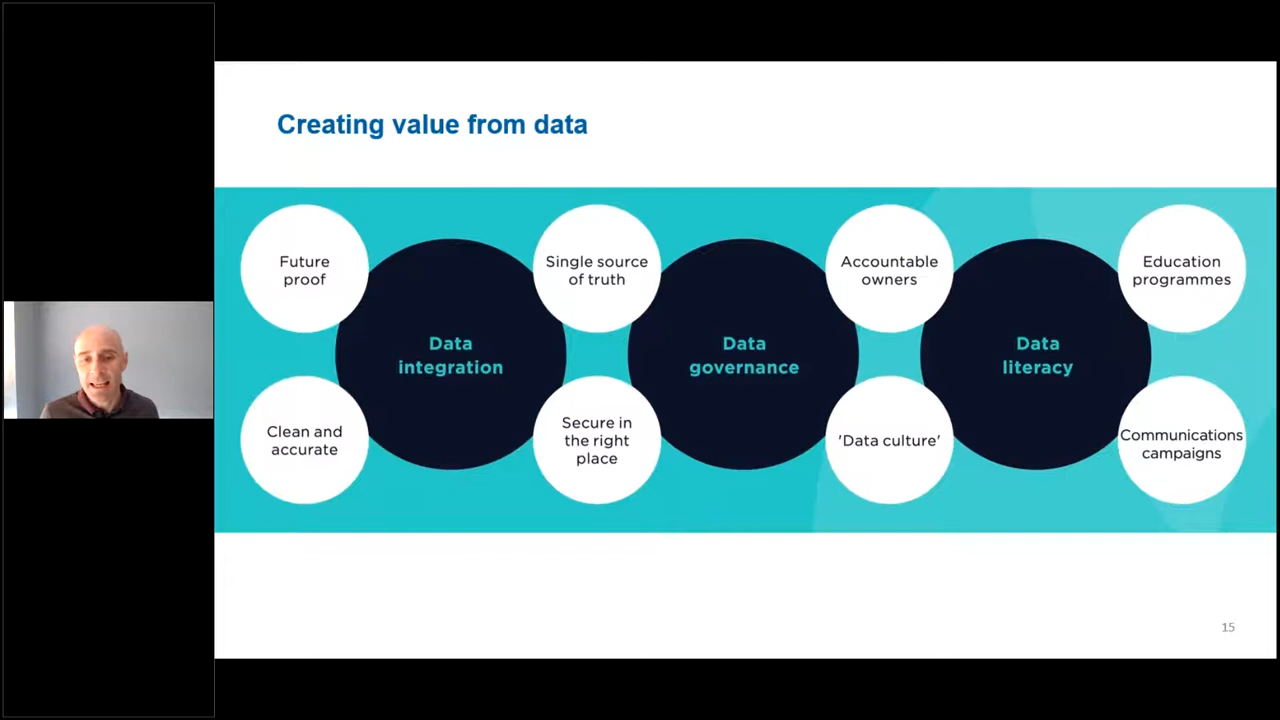 Creating value from data
Future
proof
Single source
of truth
Accountable
owners
Education
programmes
Data
integration
Data
governance
Data
literacy
Clean and
accurate
Secure in
the right
place
'Data culture'
Communications
campaigns
15